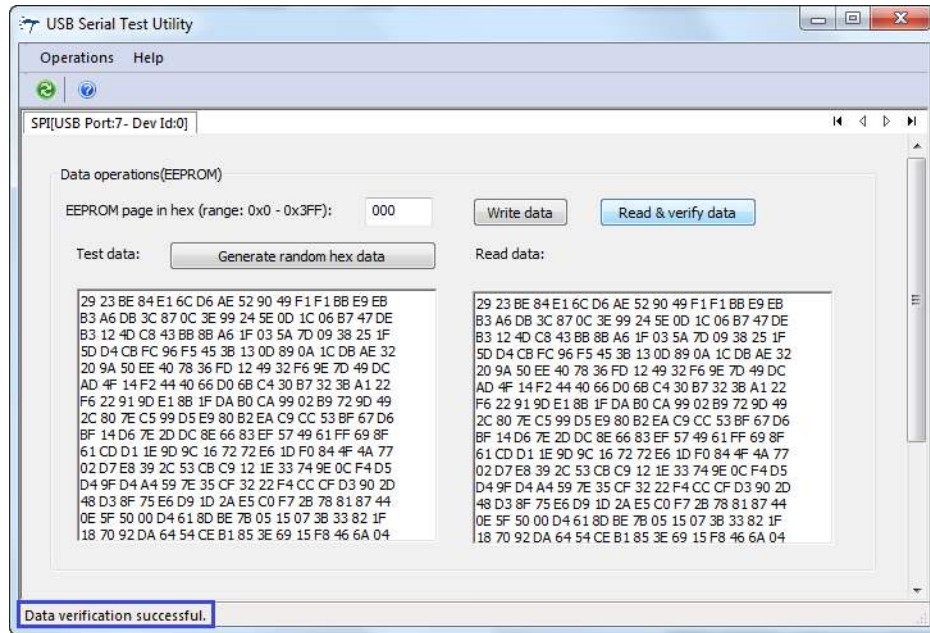 USB Serial Test Utility
Operations Help
SPI[USB Port:7- Dev Id:0]
Data operations(EEPROM)
EEPROM page in hex (range: 0x0 - 0x3FF): 000 Write data Read & verify data
Test data: Generate random hex data Read data:
29 23 BE 84 E1 6C D6 AE 52 90 49 F1 F1 BB E9 EB
B3 A6 DB 3C 87 0C 3E 99 24 5E 0D 1C 06 B7 47 DE
B3 12 4D C8 43 BB 8B A6 1F 03 5A 7D 09 38 25 1F
5D D4 CB FC 96 F5 45 3B 13 0D 89 0A 1C DB AE 32
20 9A 50 EE 40 78 36 FD 12 49 32 F6 9E 7D 49 DC
AD 4F 14 F2 44 40 66 D0 6B C4 30 B7 32 3B A1 22
F6 22 91 9D E1 8B 1F DA B0 CA 99 02 B9 72 9D 49
2C 80 7E C5 99 D5 E9 80 B2 EA C9 CC 53 BF 67 D6
BF 14 D6 7E 2D DC 8E 66 83 EF 57 49 61 FF 69 8F
61 CD D1 1E 9D 9C 16 72 72 E6 1D F0 84 4F 4A 77
02 D7 E8 39 2C 53 CB C9 12 1E 33 74 9E 0C F4 D5
D4 9F D4 A4 59 7E 35 CF 32 22 F4 CC CF D3 90 2D
48 D3 8F 75 E6 D9 1D 2A E5 C0 F7 2B 78 81 87 44
0E 5F 50 00 D4 61 8D BE 7B 05 15 07 3B 33 82 1F
18 70 92 DA 64 54 CE B1 85 3E 69 15 F8 46 6A 04
29 23 BE 84 E1 6C D6 AE 52 90 49 F1 F1 BB E9 EB
B3 A6 DB 3C 87 0C 3E 99 24 5E 0D 1C 06 B7 47 DE
B3 12 4D C8 43 BB 8B A6 1F 03 5A 7D 09 38 25 1F
5D D4 CB FC 96 F5 45 3B 13 0D 89 0A 1C DB AE 32
20 9A 50 EE 40 78 36 FD 12 49 32 F6 9E 7D 49 DC
AD 4F 14 F2 44 40 66 D0 6B C4 30 B7 32 3B A1 22
F6 22 91 9D E1 8B 1F DA B0 CA 99 02 B9 72 9D 49
2C 80 7E C5 99 D5 E9 80 B2 EA C9 CC 53 BF 67 D6
BF 14 D6 7E 2D DC 8E 66 83 EF 57 49 61 FF 69 8F
61 CD D1 1E 9D 9C 16 72 72 E6 1D F0 84 4F 4A 77
02 D7 E8 39 2C 53 CB C9 12 1E 33 74 9E 0C F4 D5
D4 9F D4 A4 59 7E 35 CF 32 22 F4 CC CF D3 90 2D
48 D3 8F 75 E6 D9 1D 2A E5 C0 F7 2B 78 81 87 44
0E 5F 50 00 D4 61 8D BE 7B 05 15 07 3B 33 82 1F
18 70 92 DA 64 54 CE B1 85 3E 69 15 F8 46 6A 04
Data verification successful.